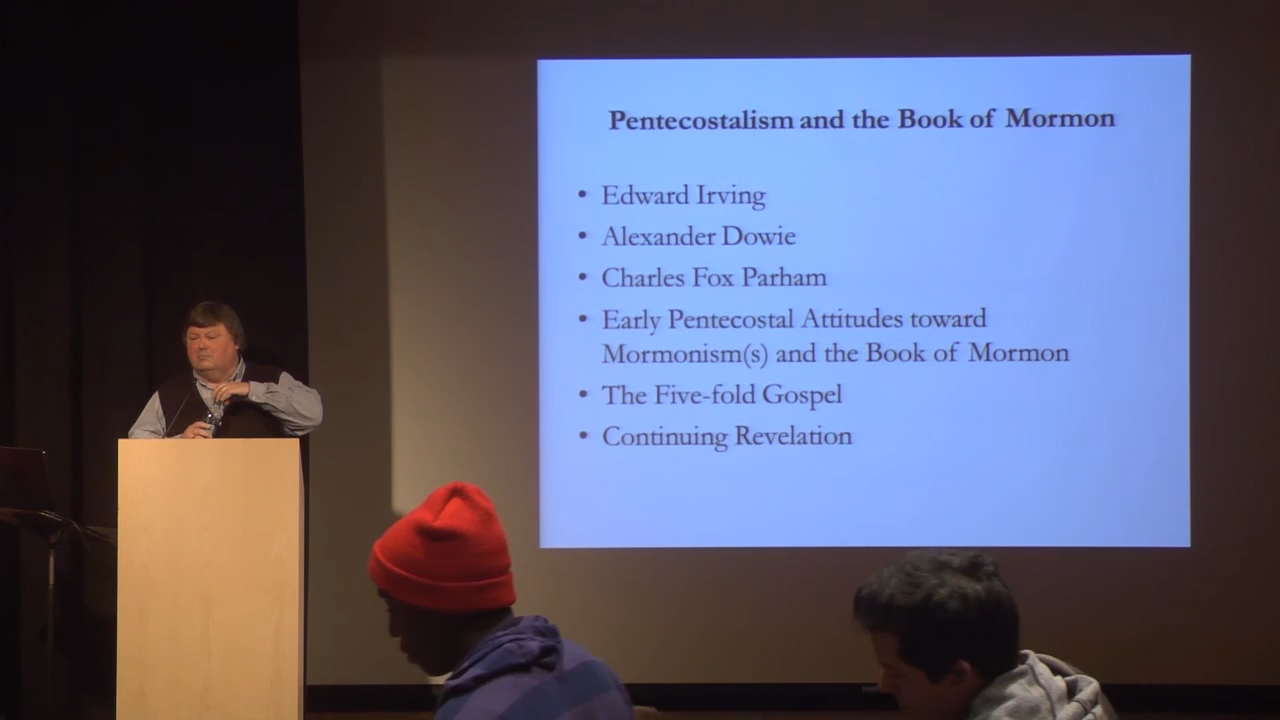 Pentecostalism and the Book of Mormon
• Edward Irving
• Alexander Dowie
• Charles Fox Parham
• Early Pentecostal Attitudes toward
Mormonism(s) and the Book of Mormon
• The Five-fold Gospel
• Continuing Revelation